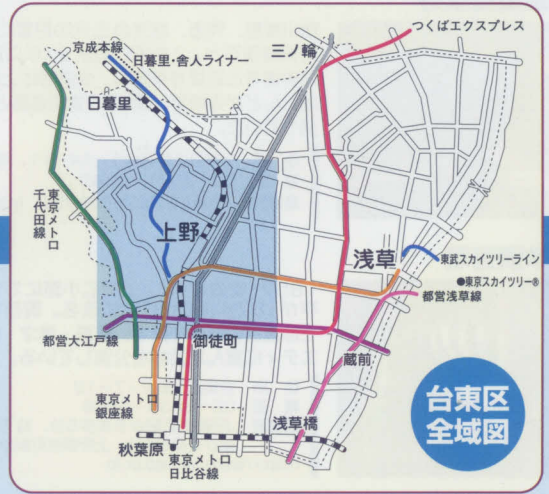 つくばエクスプレス
京成本線
三ノ輪
日暮里・舎人ライナー
日暮里
東京メトロ
千代田線
上野
浅草
東武スカイツリーライン
●東京スカイツリー®
都営浅草線
都営大江戸線
御徒町
蔵前
東京メトロ
銀座線
浅草橋
秋葉原
東京メトロ
日比谷線
台東区
全域図